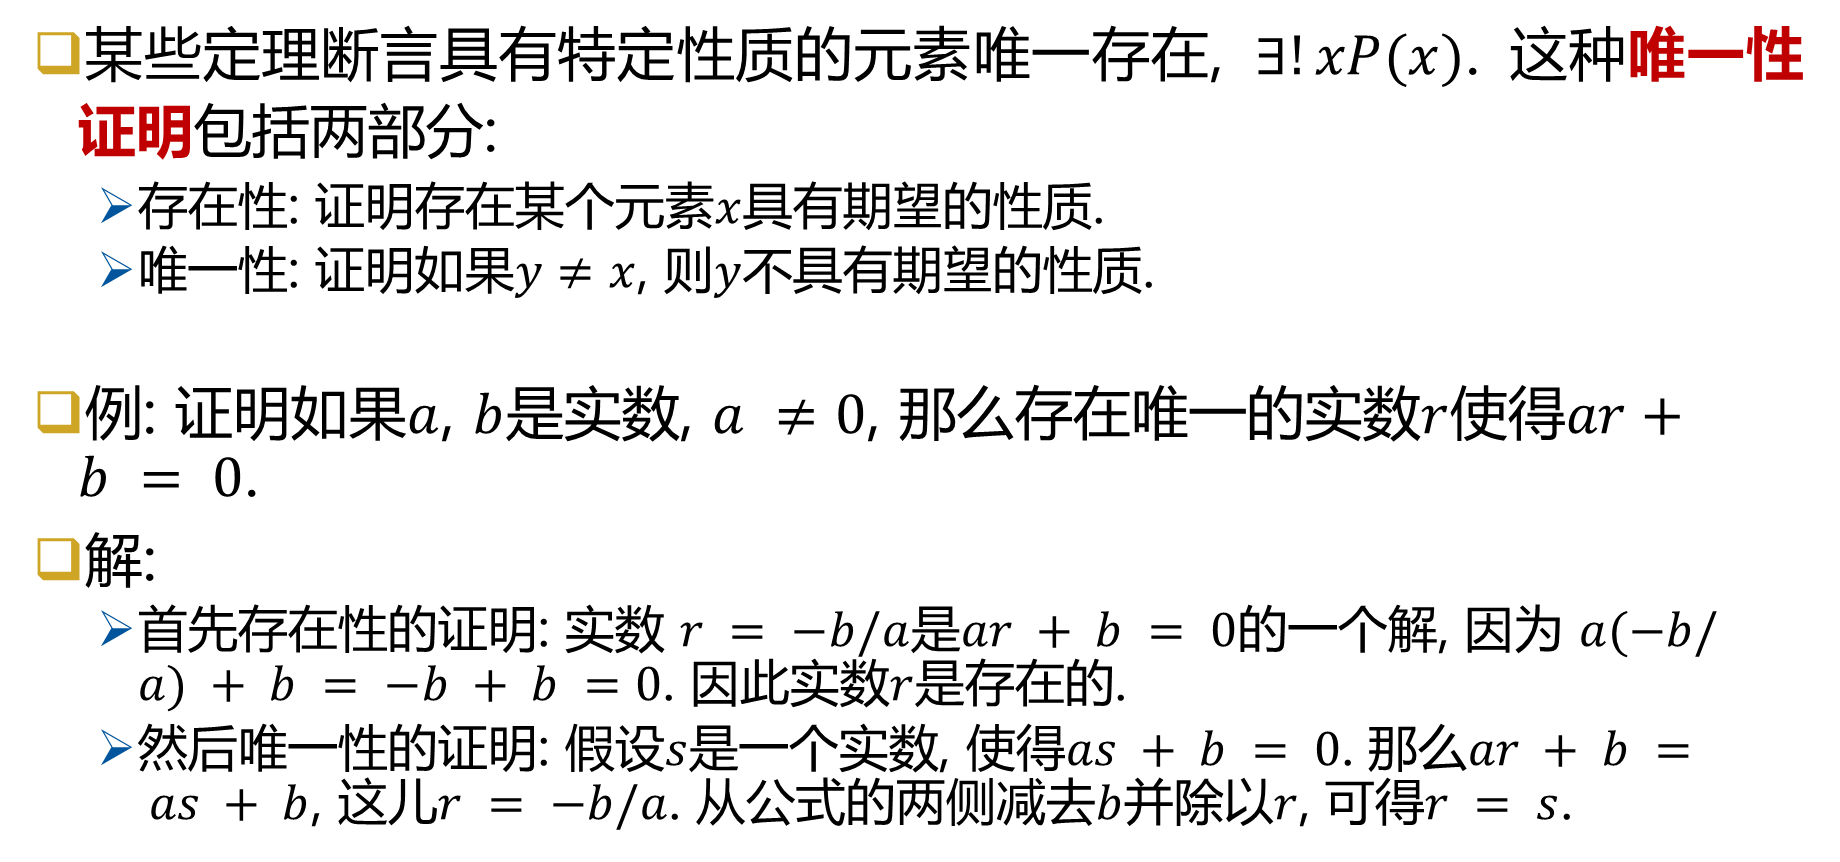 某些定理断言具有特定性质的元素唯一存在, ∃! xP(x). 这种唯一性
证明包括两部分:
存在性: 证明存在某个元素x具有期望的性质.
唯一性: 证明如果y ≠ x, 则y不具有期望的性质.
例: 证明如果a, b是实数, a ≠ 0, 那么存在唯一的实数r使得ar +
b = 0.
解:
首先存在性的证明: 实数 r = −b/a是ar + b = 0的一个解, 因为 a(−b/
a) + b = −b + b = 0. 因此实数r是存在的.
然后唯一性的证明: 假设s是一个实数, 使得as + b = 0. 那么ar + b =
as + b, 这儿r = −b/a. 从公式的两侧减去b并除以r, 可得r = s.